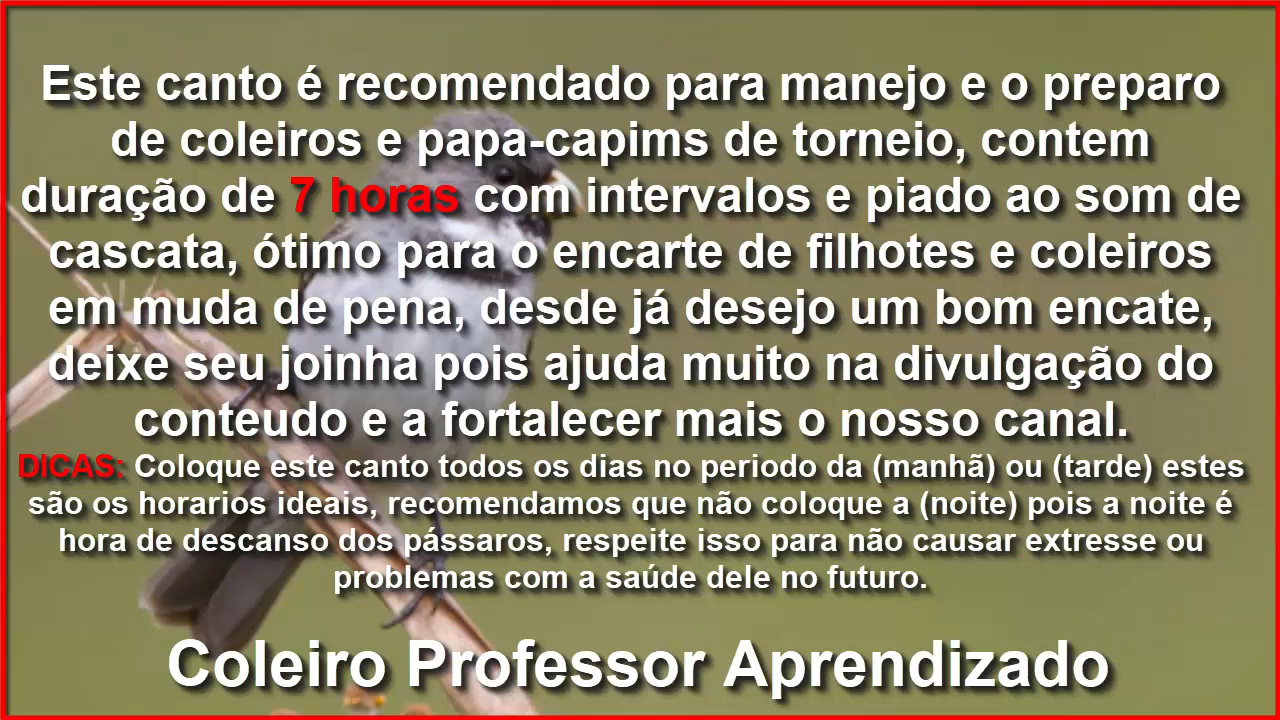 Este canto é recomendado para manejo e o preparo
de coleiros e papa-capims de torneio, contem
duração de 7 horas com intervalos e piado ao som de
cascata, ótimo para o encarte de filhotes e coleiros
em muda de pena, desde já desejo um bom encate,
deixe seu joinha pois ajuda muito na divulgação do
conteudo e a fortalecer mais o nosso canal.
DICAS: Coloque este canto todos os dias no periodo da (manhã) ou (tarde) estes
são os horarios ideais, recomendamos que não coloque a (noite) pois a noite é
hora de descanso dos pássaros, respeite isso para não causar extresse ou
problemas com a saúde dele no futuro.
Coleiro Professor Aprendizado